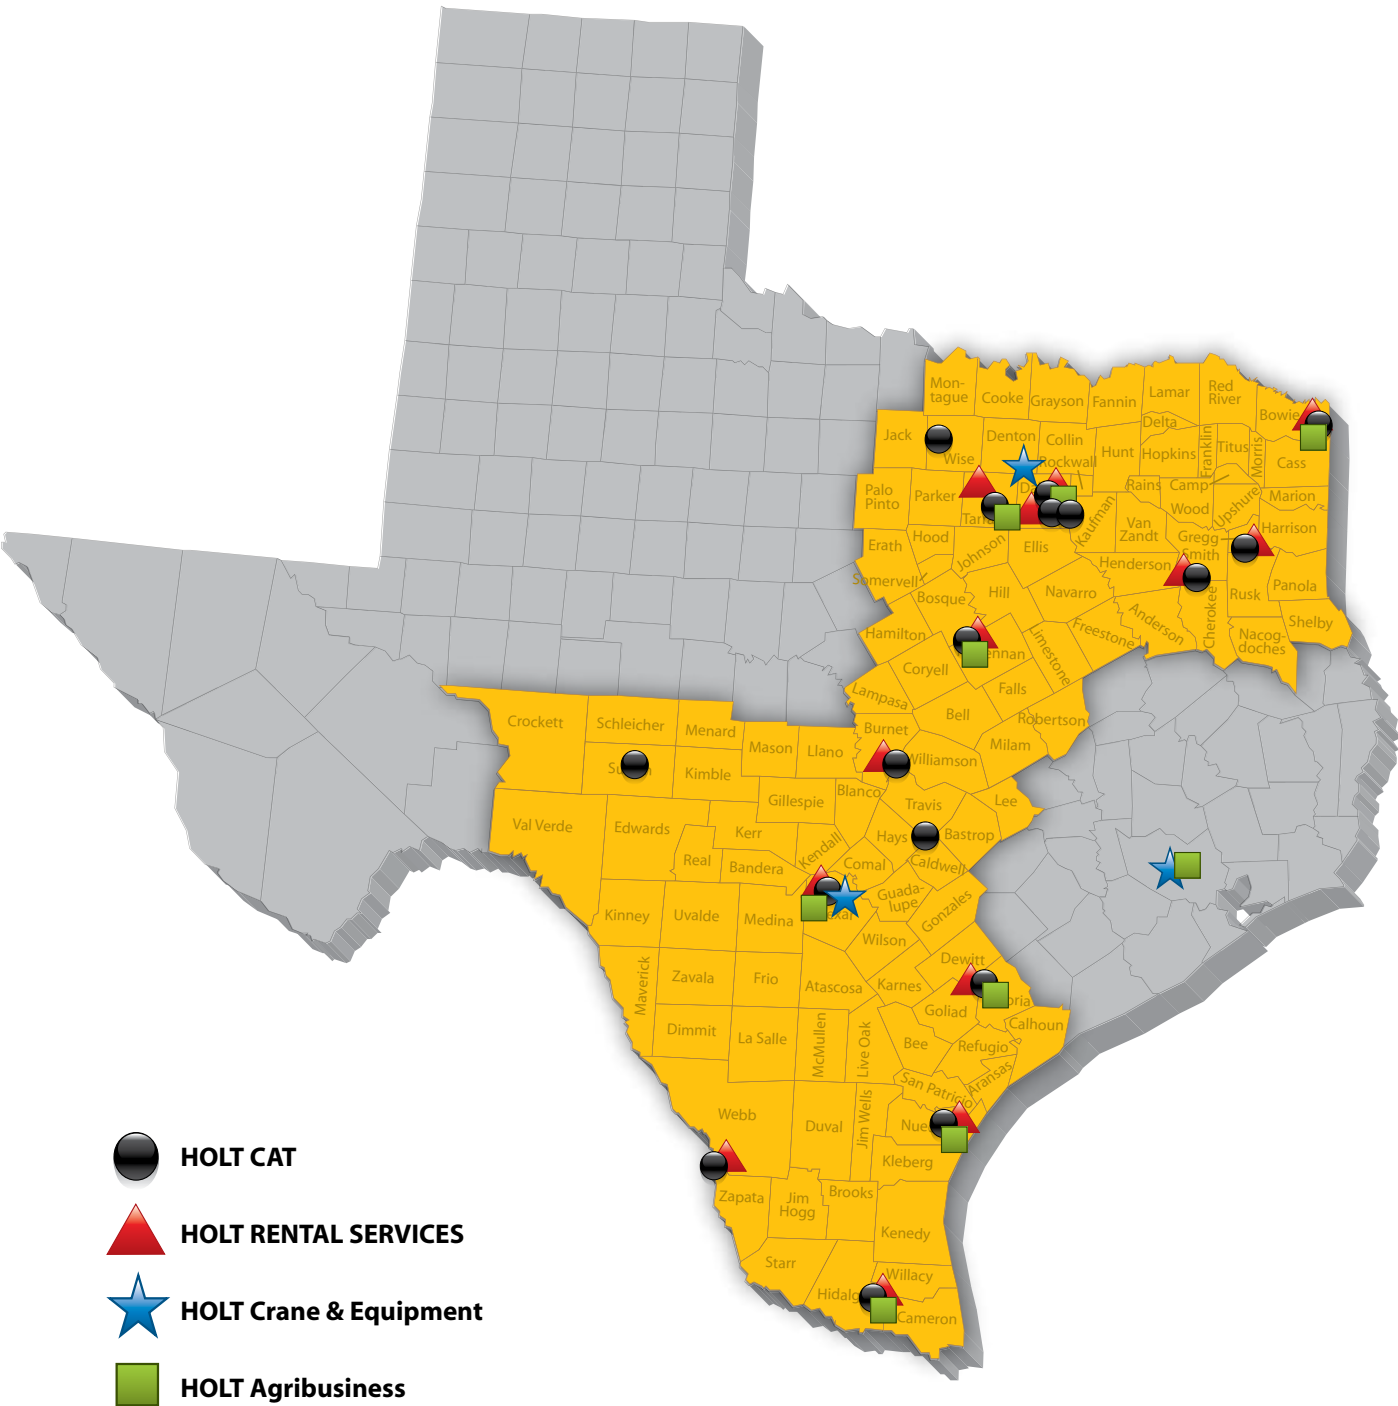 Mon-
tague
Cooke
Grayson
Fannin
Lamar
Red
River
Bowie
Jack
Wise
Denton
Collin
Rockwall
Hunt
Delta
Hopkins
Franklin
Titus
Morris
Cass
Palo
Pinto
Parker
Rains
Camp
Wood
Upshure
Marion
Harrison
Kaufman
Van
Zandt
Gregg
Smith
Erath
Hood
Johnson
Ellis
Henderson
Panola
Rusk
Somervell
Bosque
Hill
Navarro
Anderson
Cherokee
Nacog-
doches
Shelby
Hamilton
Limestone
Freestone
Coryell
Falls
Lampasa
Bell
Robertson
Burnet
Milam
Williamson
Crockett
Schleicher
Menard
Mason
Llano
Kimble
Gillespie
Blanco
Travis
Lee
Val Verde
Edwards
Kerr
Kendall
Hays
Bastrop
Real
Bandera
Comal
Caldwell
Kinney
Uvalde
Medina
Guada-
lupe
Gonzales
Wilson
Dewitt
Maverick
Zavala
Frio
Atascosa
Karnes
Goliad
Calhoun
Dimmit
La Salle
McMullen
Live Oak
Bee
Refugio
Aransas
San Patricio
Webb
Duval
Jim Wells
Kleberg
Zapata
Jim
Hogg
Brooks
Kenedy
Starr
Willacy
Cameron
HOLT CAT
HOLT RENTAL SERVICES
HOLT Crane & Equipment
HOLT Agribusiness